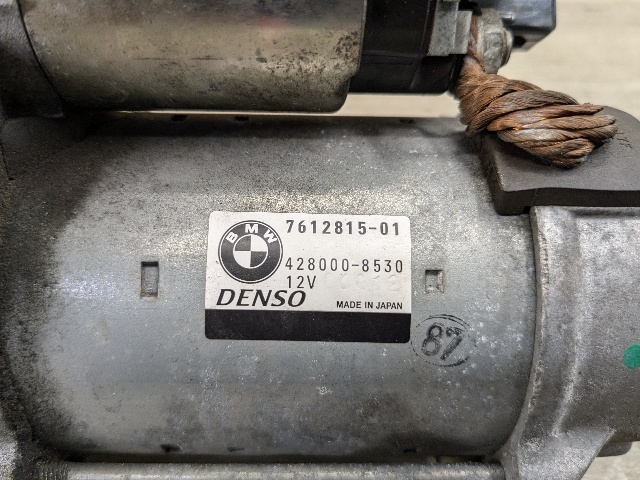 BMW
7612815-01
428000-8530
12V
DENSO
MADE IN JAPAN
87